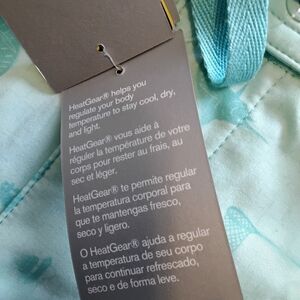 HeatGear® helps you
regulate your body
temperature to stay cool, dry,
and light.
HeatGear® vous aide à
réguler la température de votre
corps pour rester au frais, au
sec et léger.
HeatGear® te permite regular
la temperatura corporal para
que te mantengas fresco,
seco y ligero.
O HeatGear® ajuda a regular
a temperatura de seu corpo
para continuar refrescado,
seco e de forma leve.